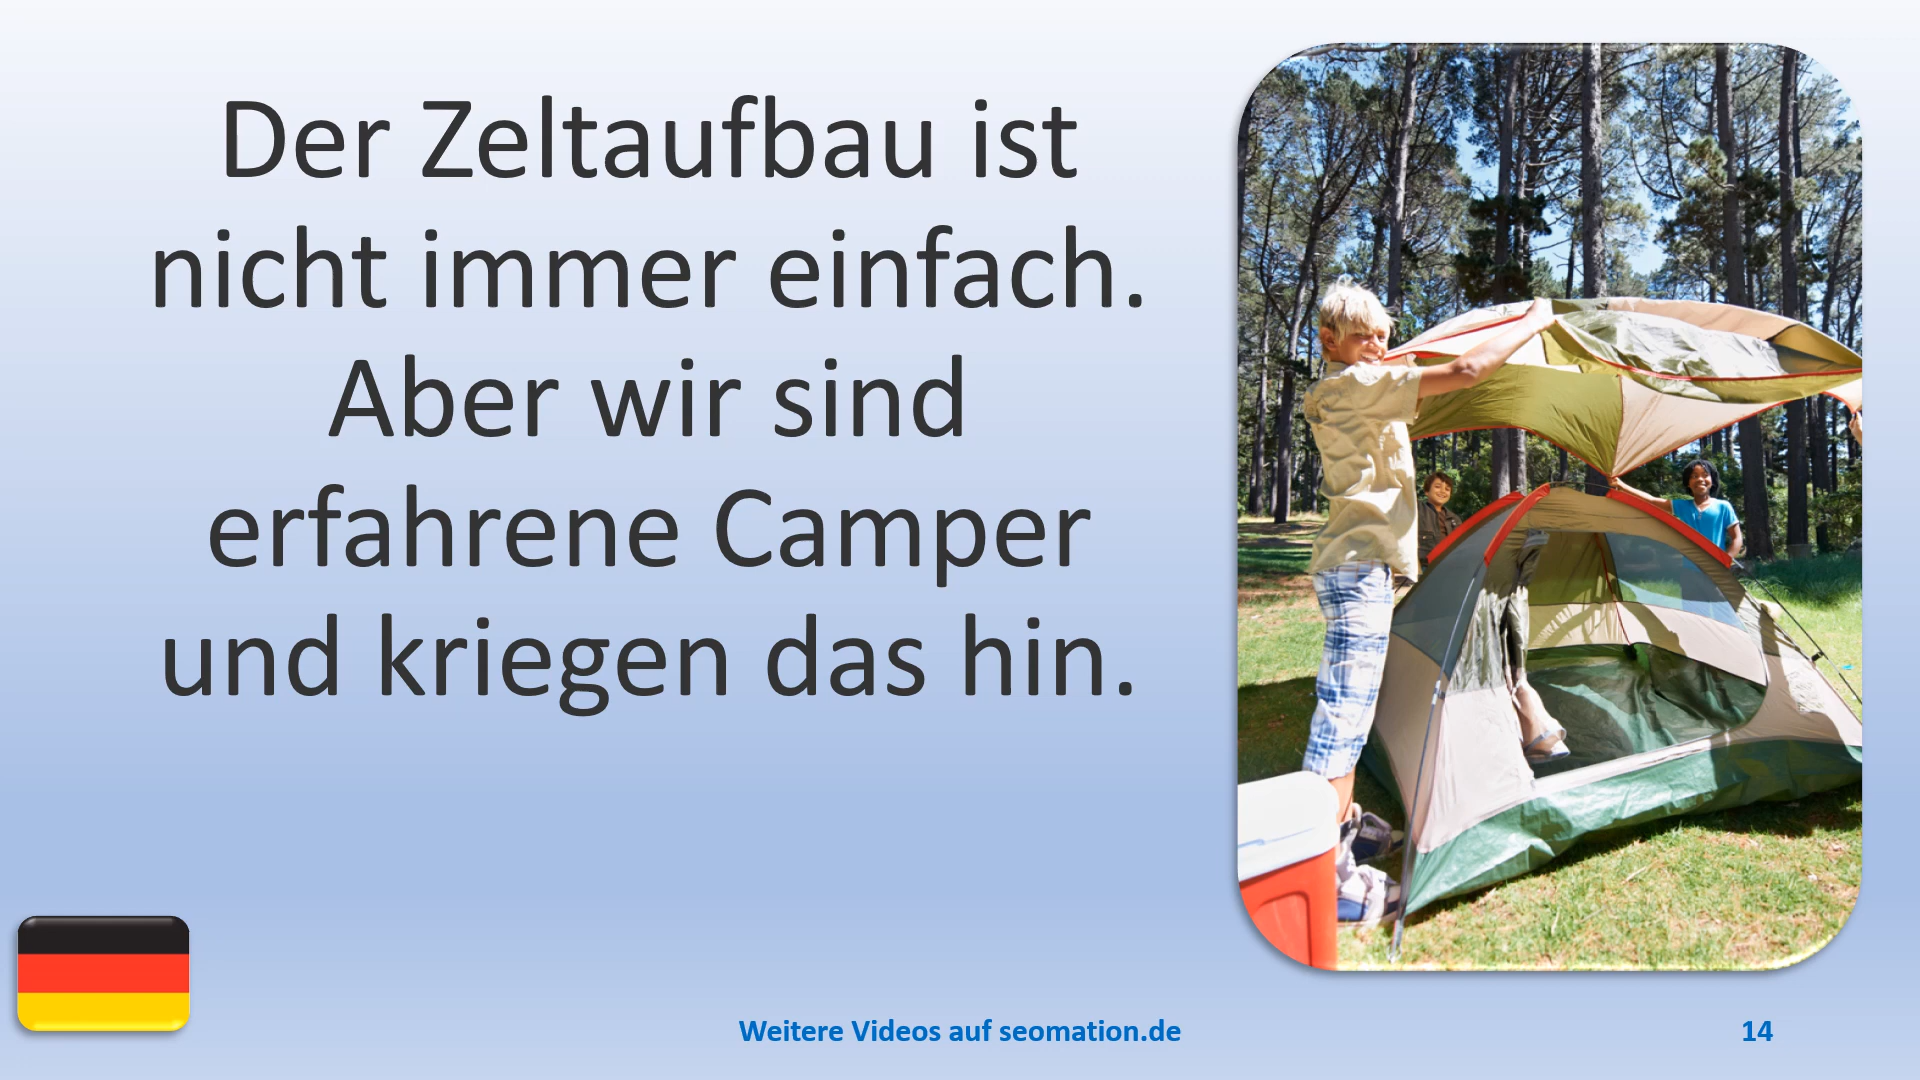 Der Zeltaufbau ist
nicht immer einfach.
Aber wir sind
erfahrene Camper
und kriegen das hin.
Weitere Videos auf seomation.de
14